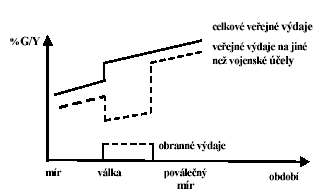 celkové veřejné výdaje
%G/Y
veřejné výdaje na jiné
než vojenské účely
obranné výdaje
mír válka poválečný období
mír